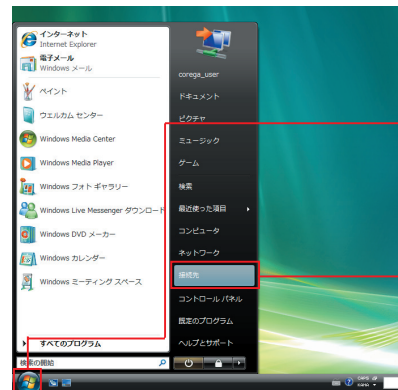 インターネット
Internet Explorer
電子メール
Windows メール
ペイント
ウエルカム センター
Windows Media Center
Windows Media Player
Windows フォト ギャラリー
Windows Live Messenger ダウンロード
Windows DVD メーカー
Windows カレンダー
Windows ミーティング スペース
すべてのプログラム
検索の開始
corega_user
ドキュメント
ピクチャ
ミュージック
ゲーム
検索
最近使った項目
コンピュータ
ネットワーク
接続先
コントロール パネル
既定のプログラム
ヘルプとサポート
CAPS
KANA